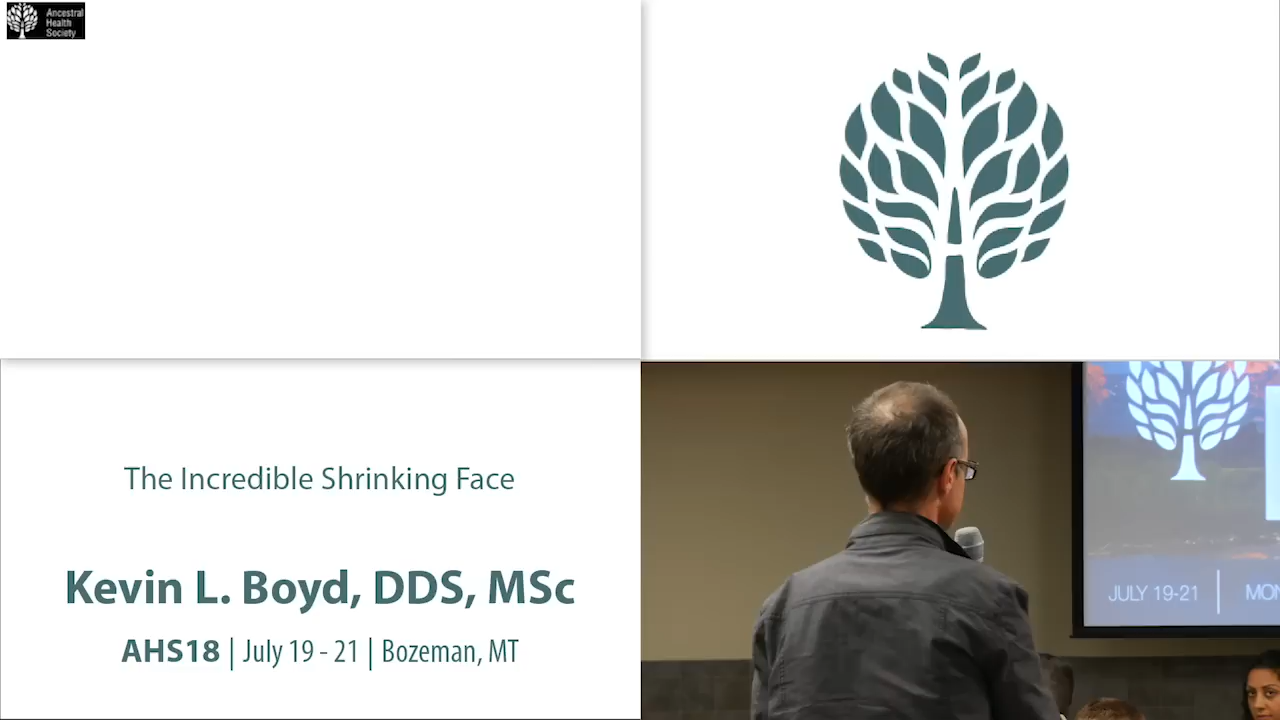 Ancestral
Health
Society
The Incredible Shrinking Face
Kevin L. Boyd, DDS, MSc
AHS18 | July 19 - 21 | Bozeman, MT
JULY 19-21